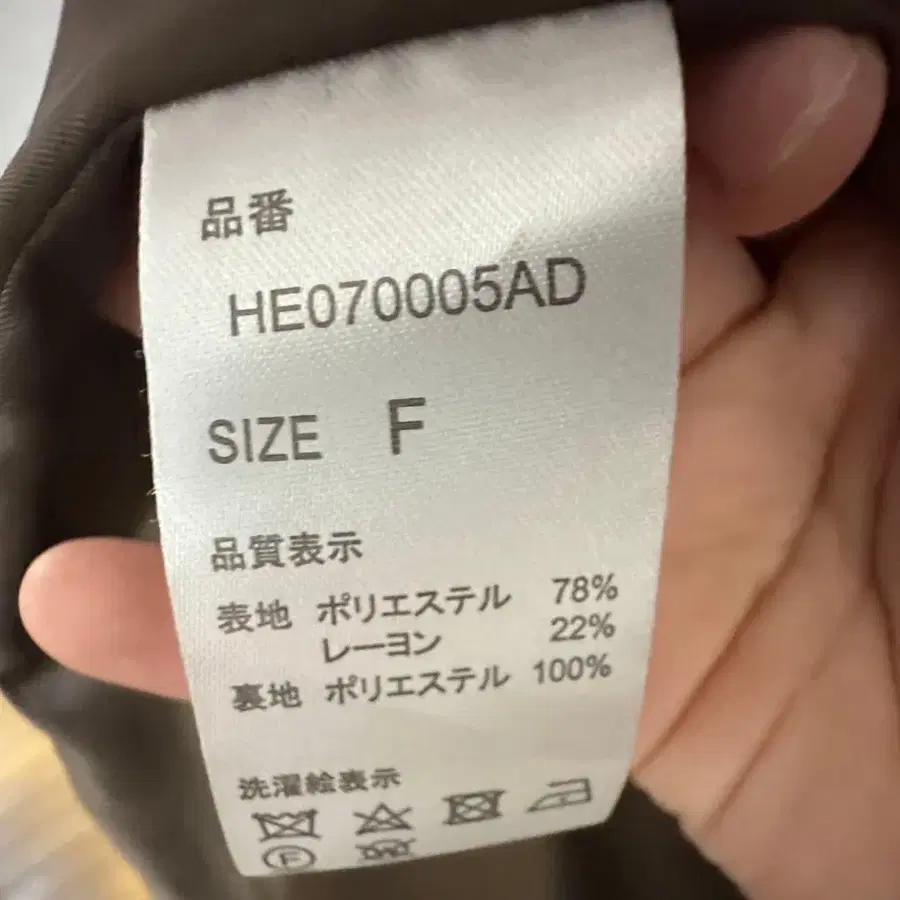 品番
HE070005AD
SIZE F
品質表示
表地 ポリエステル 78%
レーヨン 22%
裏地 ポリエステル 100%
洗濯絵表示
F